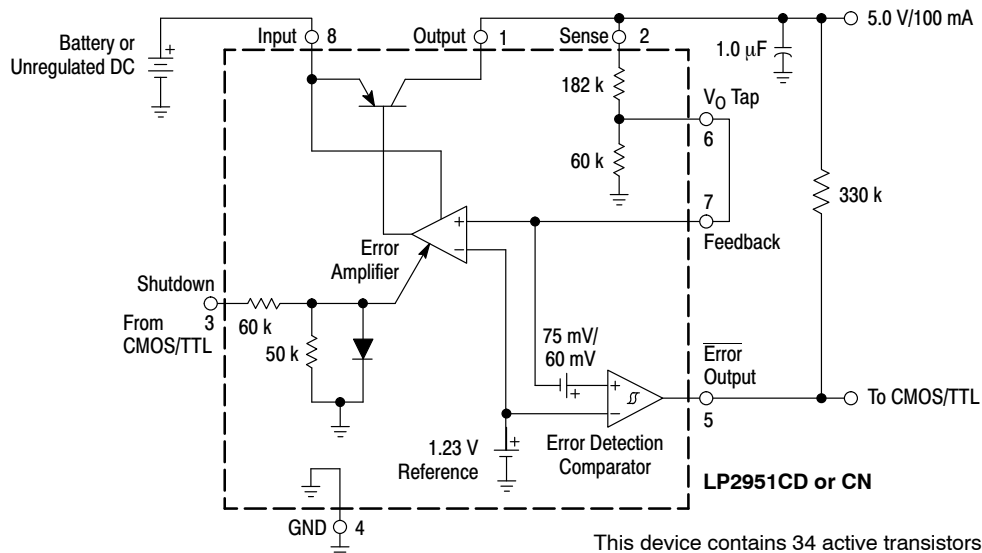 Battery or
Unregulated DC
+
Input 8
Output 1
Sense 2
5.0 V/100 mA
1.0 µF
182 k
VO Tap
6
60 k
330 k
7
Feedback
+
−
Error
Amplifier
Shutdown
3
From
CMOS/TTL
60 k
50 k
75 mV/
60 mV
+
+
−
Error
Output
5
To CMOS/TTL
1.23 V
Reference
+
Error Detection
Comparator
LP2951CD or CN
GND 4
This device contains 34 active transistors